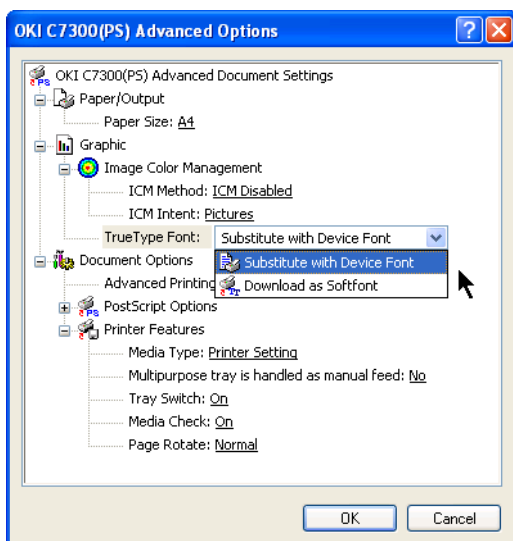 OKI C7300(PS) Advanced Options
OKI C7300(PS) Advanced Document Settings
Paper/Output
Paper Size: A4
Graphic
Image Color Management
ICM Method: ICM Disabled
ICM Intent: Pictures
TrueType Font: Substitute with Device Font
Document Options
Substitute with Device Font
Advanced Printing
Download as Softfont
PostScript Options
Printer Features
Media Type: Printer Setting
Multipurpose tray is handled as manual feed: No
Tray Switch: On
Media Check: On
Page Rotate: Normal
OK
Cancel